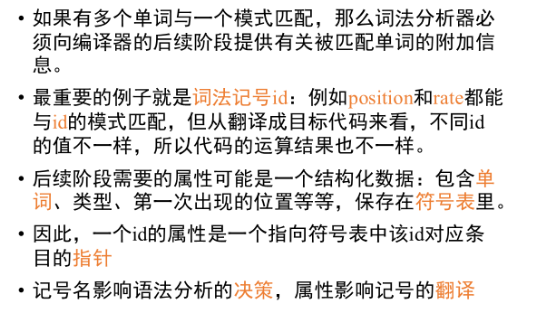 • 如果有多个单词与一个模式匹配，那么词法分析器必
须向编译器的后续阶段提供有关被匹配单词的附加信
息。
• 最重要的例子就是词法记号id：例如position和rate都能
与id的模式匹配，但从翻译成目标代码来看，不同id
的值不一样，所以代码的运算结果也不一样。
• 后续阶段需要的属性可能是一个结构化数据：包含单
词、类型、第一次出现的位置等等，保存在符号表里。
• 因此，一个id的属性是一个指向符号表中该id对应条
目的指针
• 记号名影响语法分析的决策，属性影响记号的翻译